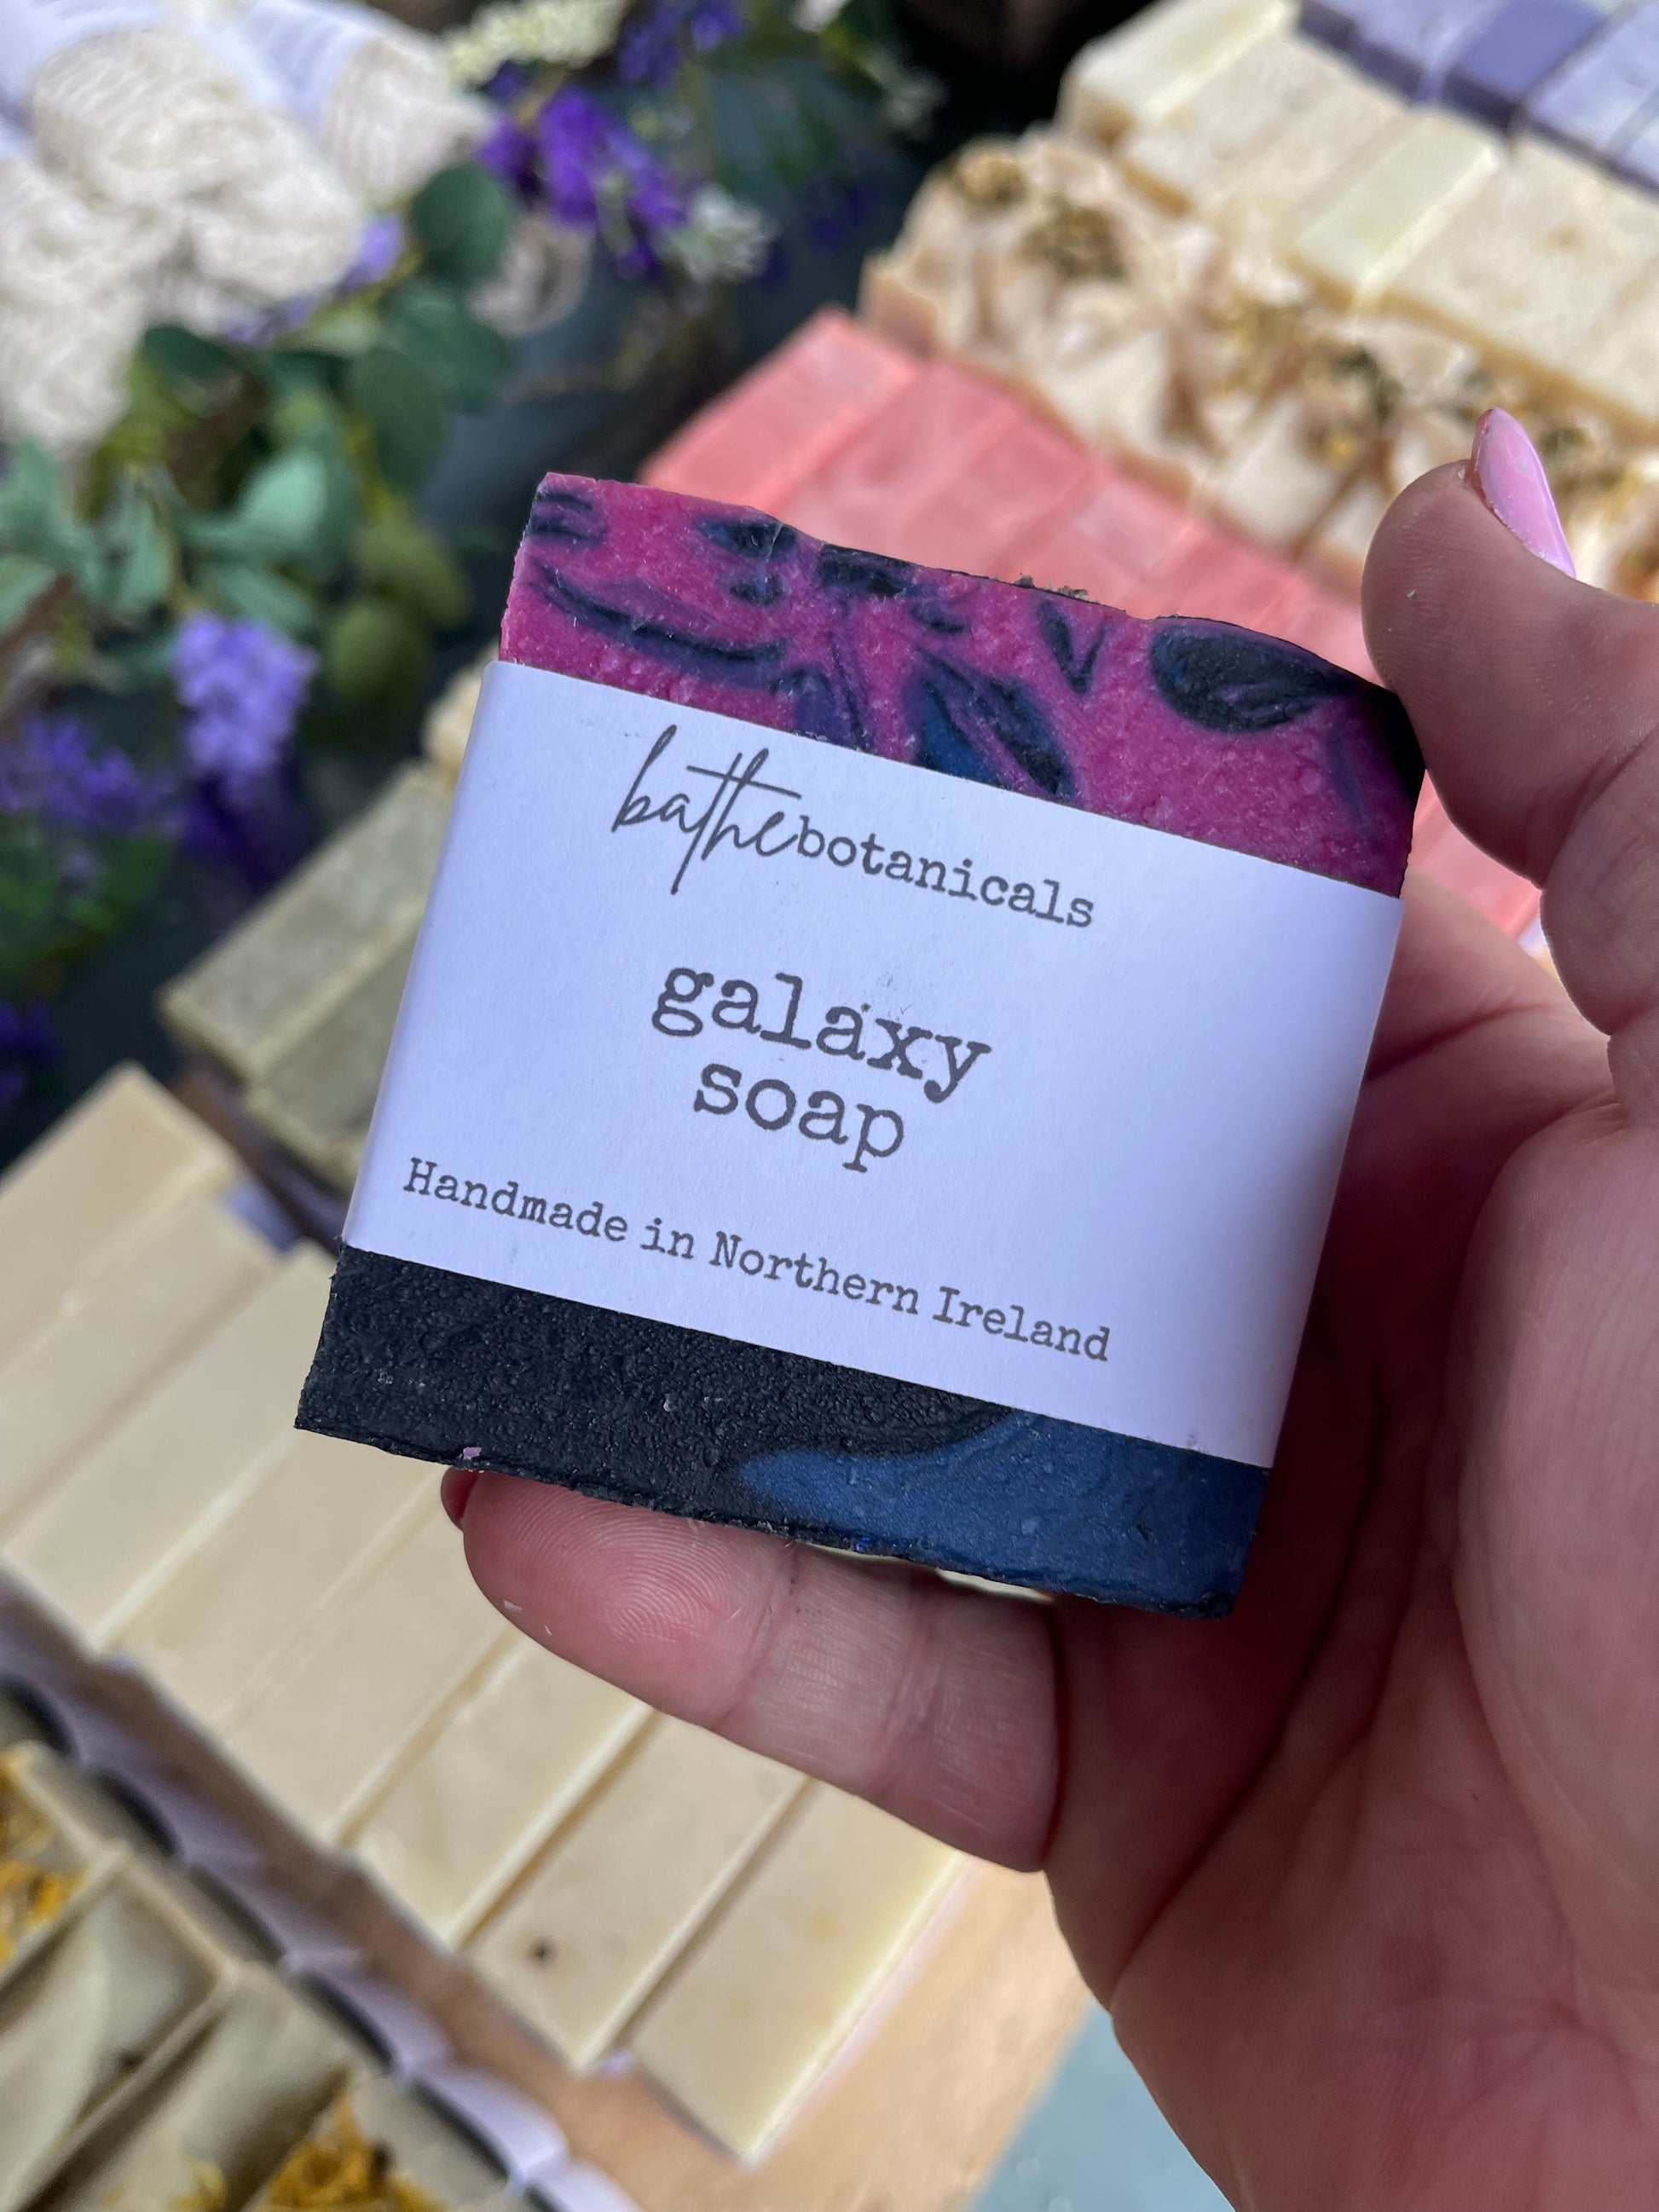 bathebotanicals
galaxy
soap
Handmade in Northern Ireland